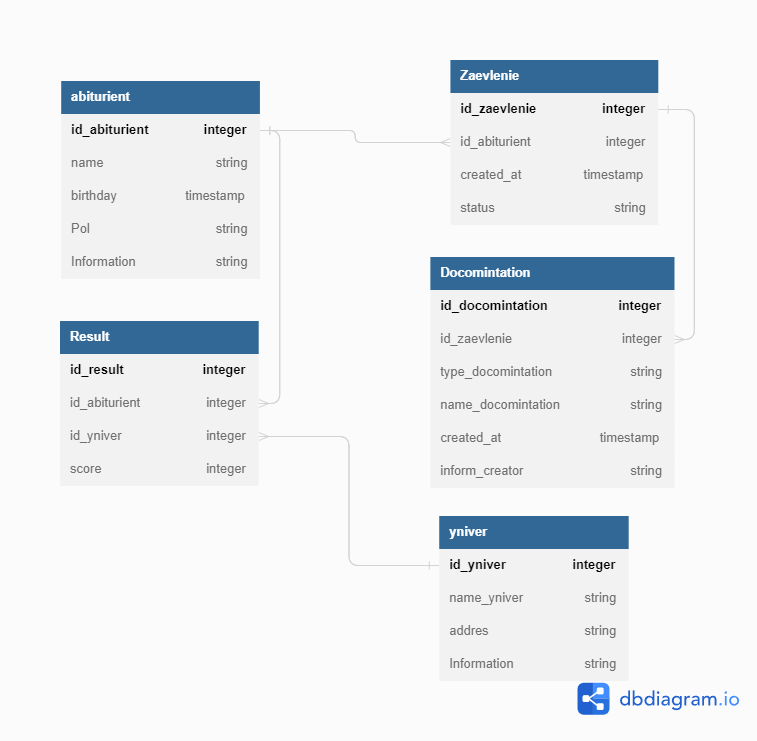 abiturient
id_abiturient integer
name string
birthday timestamp
Pol string
Information string
Zaevlenie
id_zaevlenie integer
id_abiturient integer
created_at timestamp
status string
Result
id_result integer
id_abiturient integer
id_yniver integer
score integer
Docomintation
id_docomintation integer
id_zaevlenie integer
type_docomintation string
name_docomintation string
created_at timestamp
inform_creator string
yniver
id_yniver integer
name_yniver string
addres string
Information string
dbdiagram.io